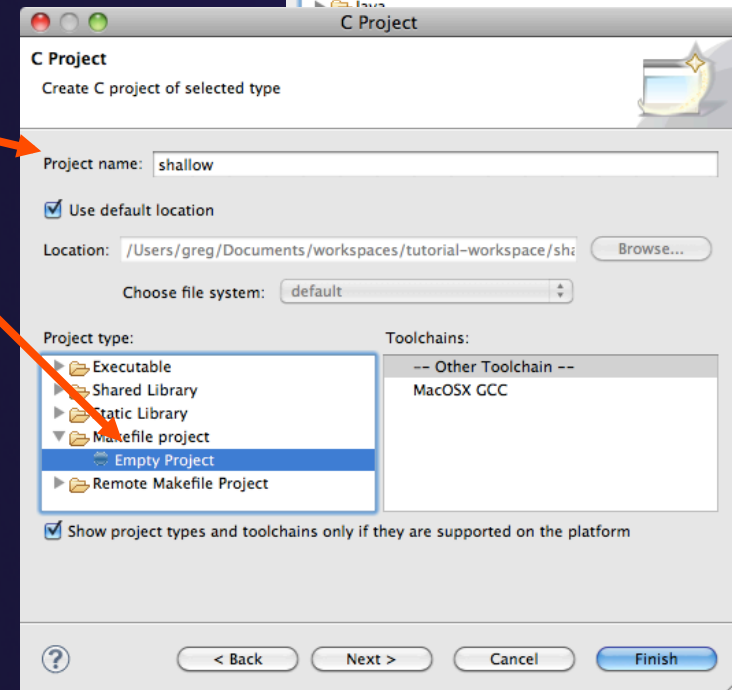 Java
C Project
C Project
Create C project of selected type
Project name: shallow
Use default location
Location: /Users/greg/Documents/workspaces/tutorial-workspace/sha Browse...
Choose file system: default
Project type: Toolchains:
Executable -- Other Toolchain --
Shared Library MacOSX GCC
Static Library
Makefile project
Empty Project
Remote Makefile Project
Show project types and toolchains only if they are supported on the platform
? < Back Next > Cancel Finish